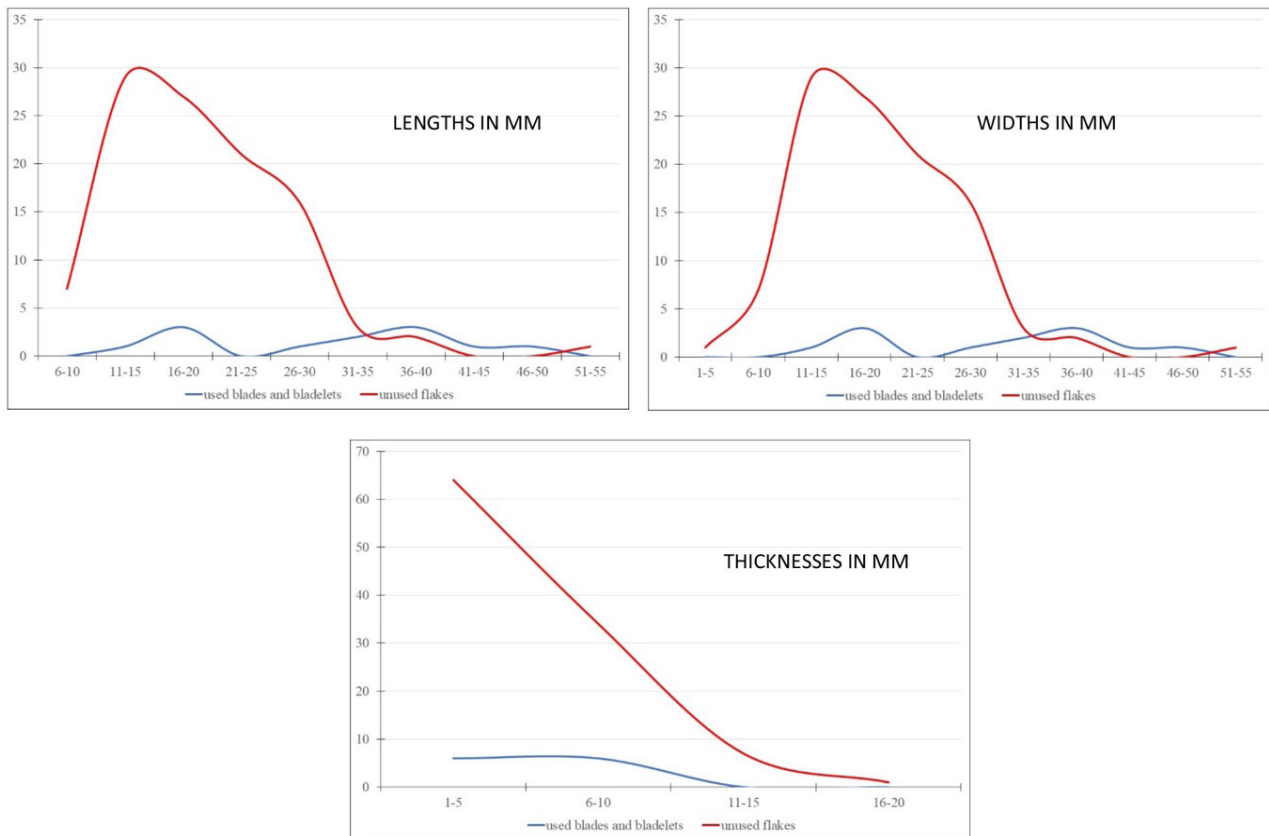 35
30
25
20
15
10
5
0
LENGTHS IN MM
6-10 11-15 16-20 21-25 26-30 31-35 36-40 41-45 46-50 51-55
used blades and bladelets unused flakes
35
30
25
20
15
10
5
0
WIDTHS IN MM
1-5 6-10 11-15 16-20 21-25 26-30 31-35 36-40 41-45 46-50 51-55
used blades and bladelets unused flakes
70
60
50
40
30
20
10
0
THICKNESSES IN MM
1-5 6-10 11-15 16-20
used blades and bladelets unused flakes